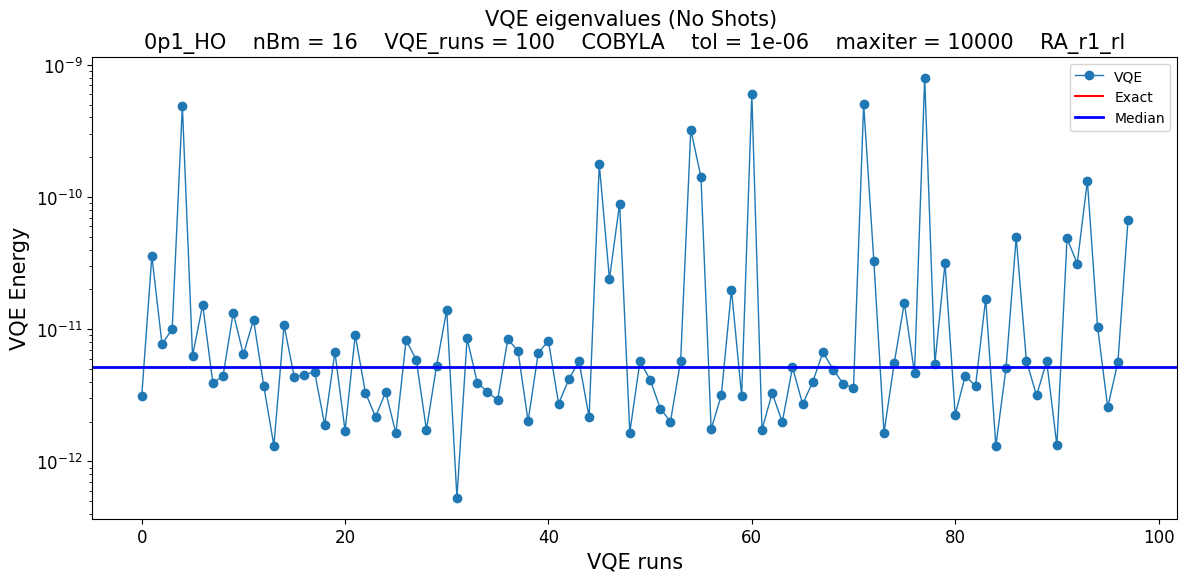 VQE eigenvalues (No Shots)
0p1_HO    nBm = 16    VQE_runs = 100    COBYLA    tol = 1e-06    maxiter = 10000    RA_r1_rl
VQE
Exact
Median
VQE Energy
10⁻⁹
10⁻¹⁰
10⁻¹¹
10⁻¹²
0 20 40 60 80 100
VQE runs